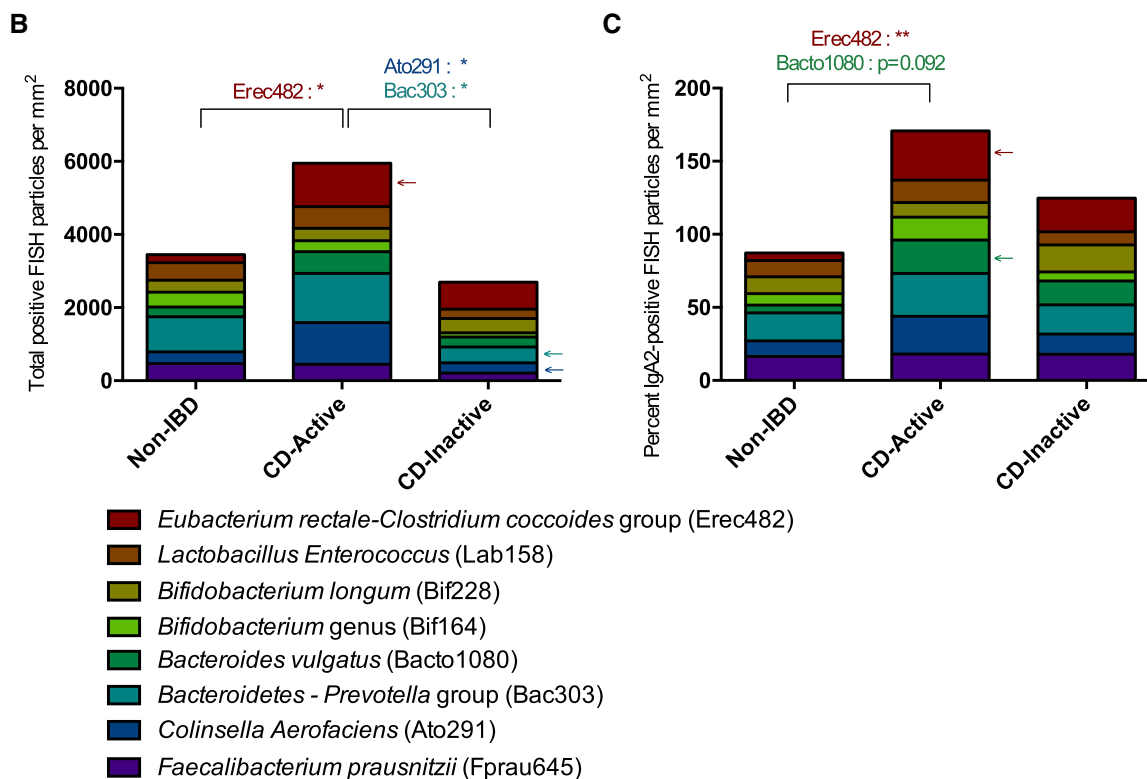 B
Total positive FISH particles per mm2
8000
6000
4000
2000
0
Erec482 : *
Ato291 : *
Bac303 : *
Non-IBD
CD-Active
CD-Inactive
C
Percent IgA2-positive FISH particles per mm2
200
150
100
50
0
Erec482 : **
Bacto1080 : p=0.092
Non-IBD
CD-Active
CD-Inactive
Eubacterium rectale-Clostridium coccoides group (Erec482)
Lactobacillus Enterococcus (Lab158)
Bifidobacterium longum (Bif228)
Bifidobacterium genus (Bif164)
Bacteroides vulgatus (Bacto1080)
Bacteroidetes - Prevotella group (Bac303)
Colinsella Aerofaciens (Ato291)
Faecalibacterium prausnitzii (Fprau645)